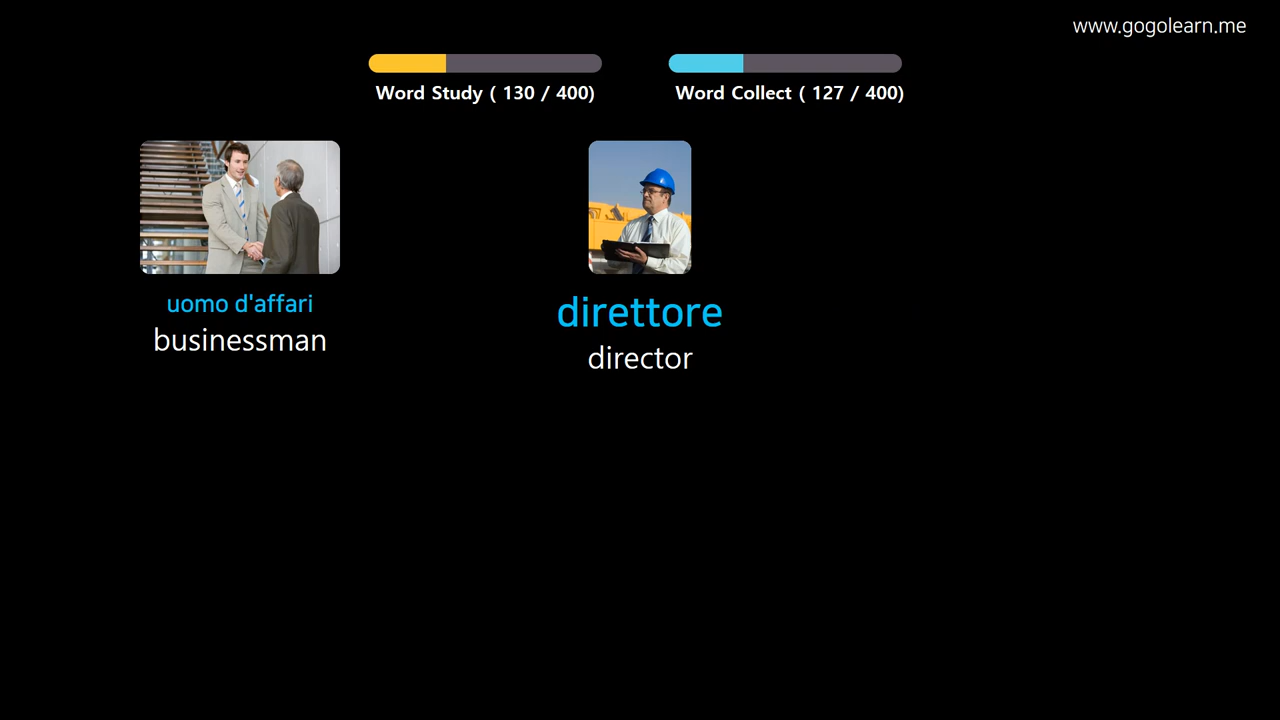 www.gogolearn.me
Word Study ( 130 / 400)
Word Collect ( 127 / 400)
uomo d'affari
businessman
direttore
director